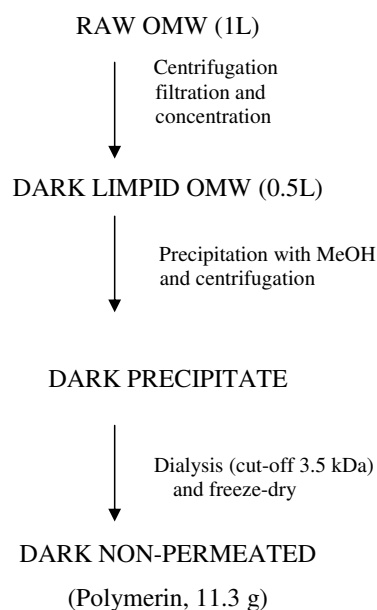 RAW OMW (1L)
Centrifugation
filtration and
concentration
DARK LIMPID OMW (0.5L)
Precipitation with MeOH
and centrifugation
DARK PRECIPITATE
Dialysis (cut-off 3.5 kDa)
and freeze-dry
DARK NON-PERMEATED
(Polymerin, 11.3 g)